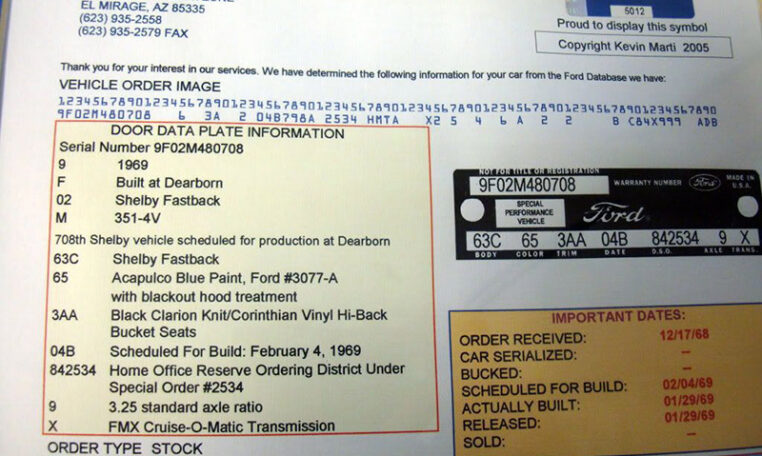 EL MIRAGE, AZ 85335
(623) 935-2558
(623) 935-2579 FAX
5012
Proud to display this symbol
Copyright Kevin Marti 2005
Thank you for your interest in our services. We have determined the following information for your car from the Ford Database we have:
VEHICLE ORDER IMAGE
12345678901234567890123456789012345678901234567890123456789012345678901234567890
9F02M480708 6 3A 2 04B798A 2534 HMTA X2 5 4 6 A 2 2 B C84X999 ADB
DOOR DATA PLATE INFORMATION
Serial Number 9F02M480708
9 1969
F Built at Dearborn
02 Shelby Fastback
M 351-4V
708th Shelby vehicle scheduled for production at Dearborn
63C Shelby Fastback
65 Acapulco Blue Paint, Ford #3077-A
with blackout hood treatment
3AA Black Clarion Knit/Corinthian Vinyl Hi-Back
Bucket Seats
04B Scheduled For Build: February 4, 1969
842534 Home Office Reserve Ordering District Under
Special Order #2534
9 3.25 standard axle ratio
X FMX Cruise-O-Matic Transmission
ORDER TYPE STOCK
NOT FOR TITLE OR REGISTRATION
9F02M480708 WARRANTY NUMBER Ford MADE IN U.S.A.
SPECIAL
PERFORMANCE
VEHICLE
Ford
63C 65 3AA 04B 842534 9 X
BODY COLOR TRIM DATE D.S.O. AXLE TRANS.
IMPORTANT DATES:
ORDER RECEIVED: 12/17/68
CAR SERIALIZED: --
BUCKED: --
SCHEDULED FOR BUILD: 02/04/69
ACTUALLY BUILT: 01/29/69
RELEASED: 01/29/69
SOLD: --